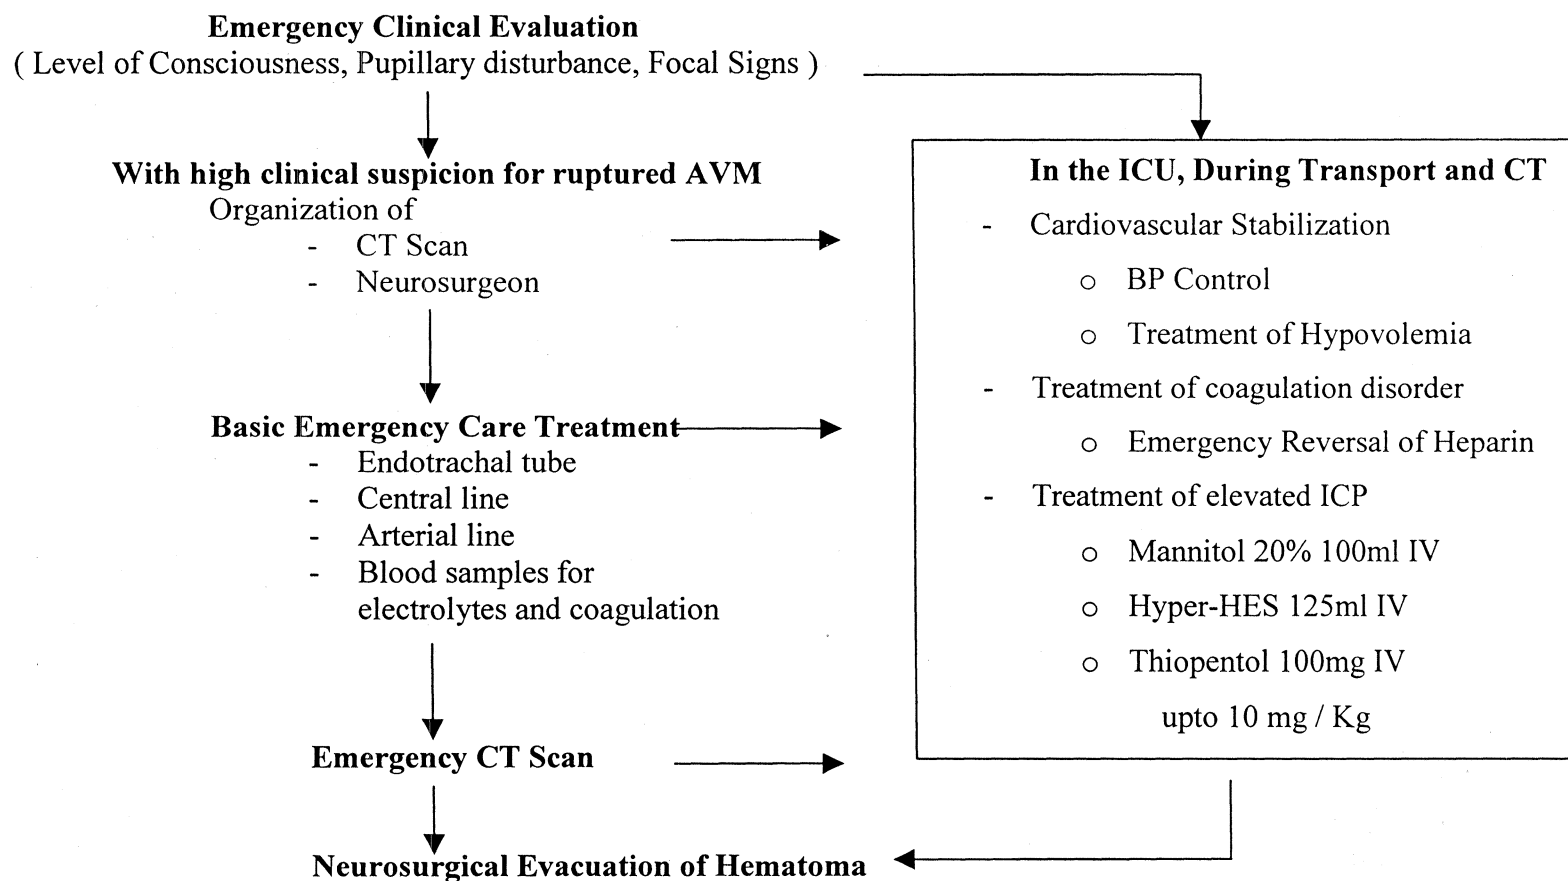 Emergency Clinical Evaluation
( Level of Consciousness, Pupillary disturbance, Focal Signs )
With high clinical suspicion for ruptured AVM
Organization of
- CT Scan
- Neurosurgeon
Basic Emergency Care Treatment
- Endotrachal tube
- Central line
- Arterial line
- Blood samples for
electrolytes and coagulation
Emergency CT Scan
Neurosurgical Evacuation of Hematoma
In the ICU, During Transport and CT
- Cardiovascular Stabilization
o BP Control
o Treatment of Hypovolemia
- Treatment of coagulation disorder
o Emergency Reversal of Heparin
- Treatment of elevated ICP
o Mannitol 20% 100ml IV
o Hyper-HES 125ml IV
o Thiopentol 100mg IV
upto 10 mg / Kg